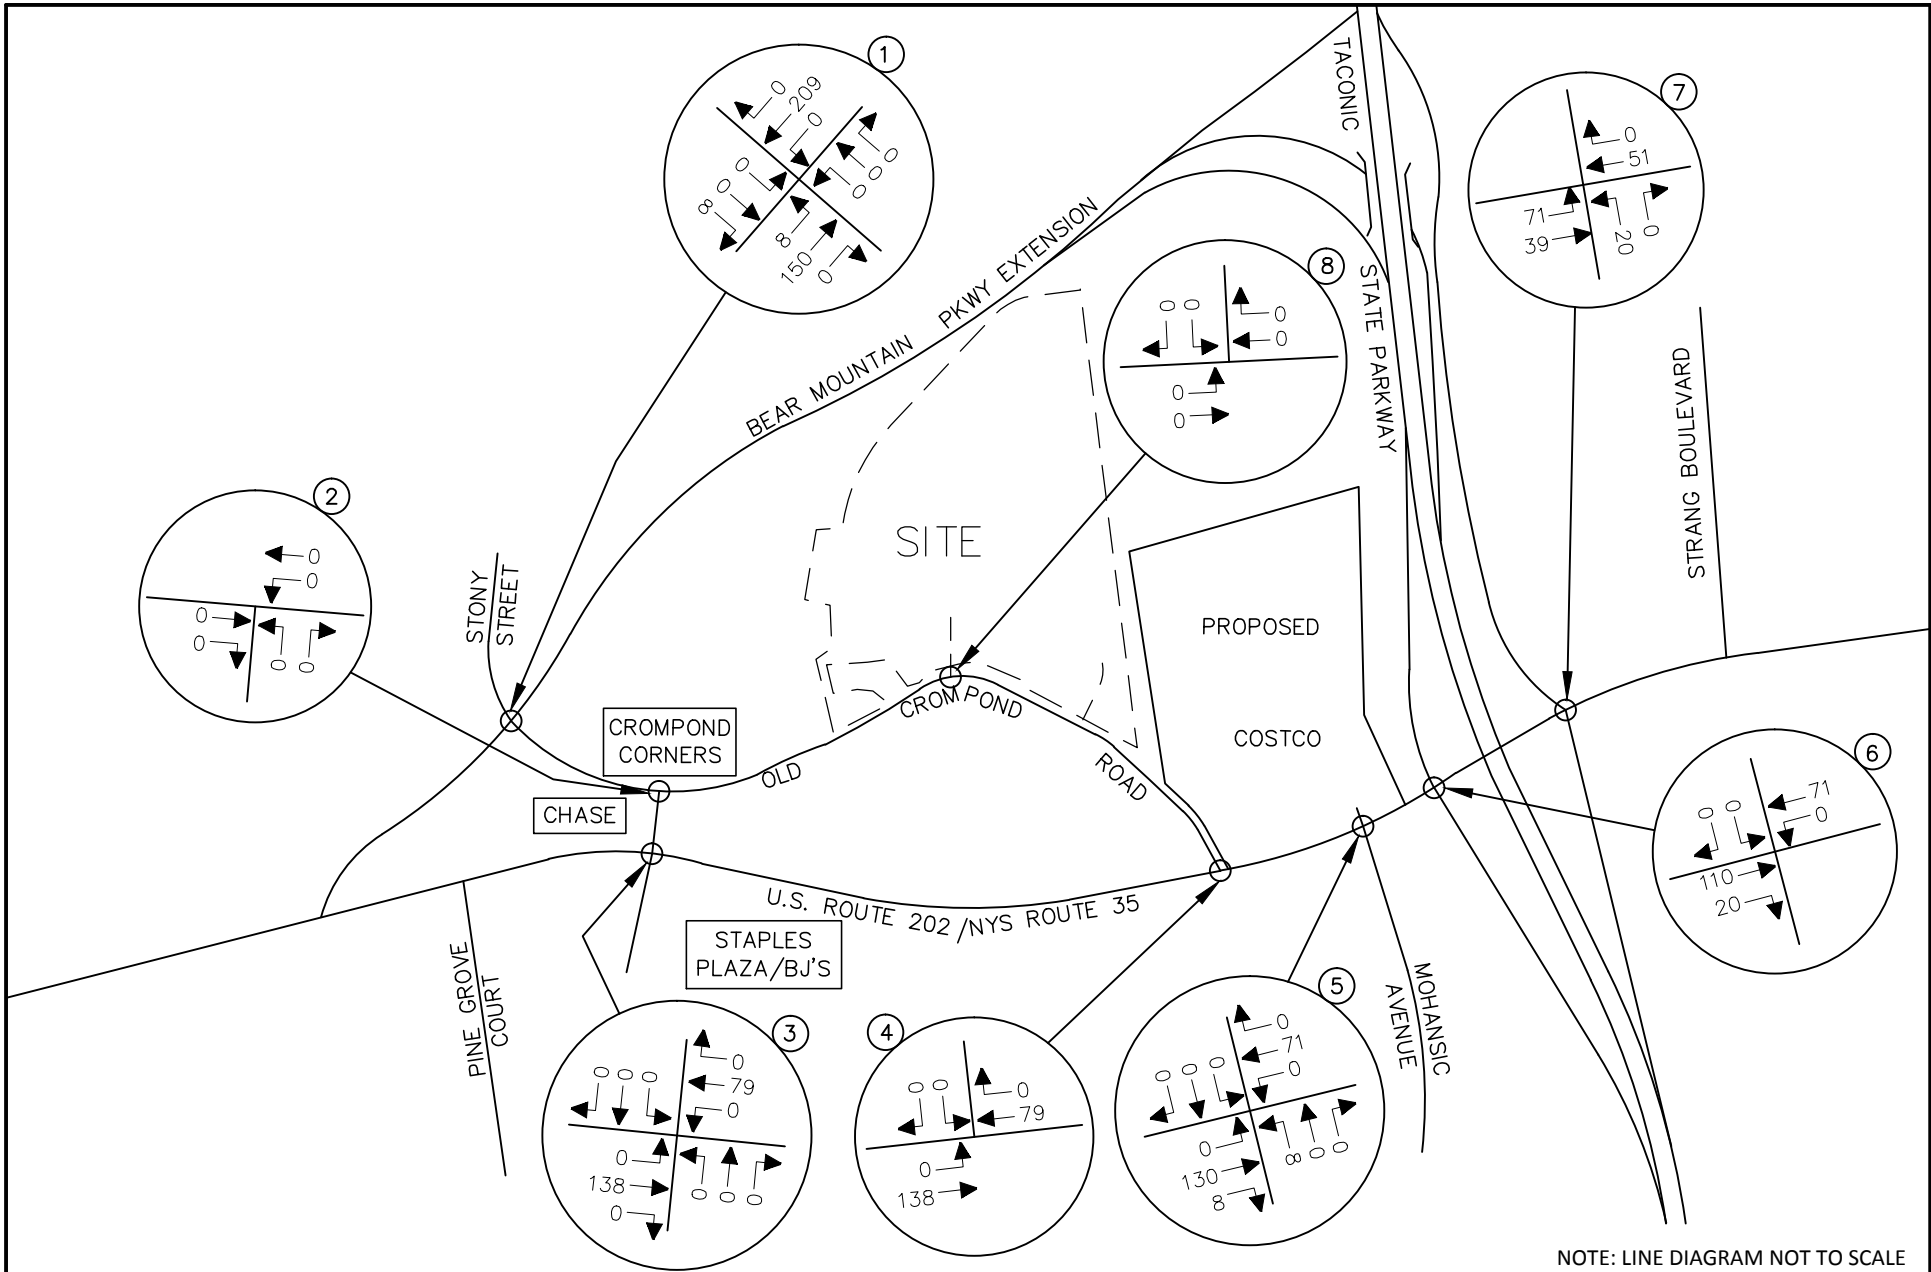 1
0
209
0
0
0
0
0
0
8
8
150
0
TACONIC
STATE PARKWAY
7
0
51
71
39
20
0
BEAR MOUNTAIN PKWY EXTENSION
8
0 0
0
0
0
0
STRANG BOULEVARD
2
0
0
0
0
0 0
STONY
STREET
SITE
PROPOSED
COSTCO
CROMPOND
CORNERS
CHASE
OLD
CROMPOND
ROAD
6
0 0
71
0
110
20
U.S. ROUTE 202 /NYS ROUTE 35
PINE GROVE
COURT
STAPLES
PLAZA/BJ'S
MOHANSIC
AVENUE
3
0 0 0
0
79
0
0
138
0
0 0 0
4
0 0
0
79
0
138
5
0 0 0
0
71
0
0
130
8
8 0 0
NOTE: LINE DIAGRAM NOT TO SCALE